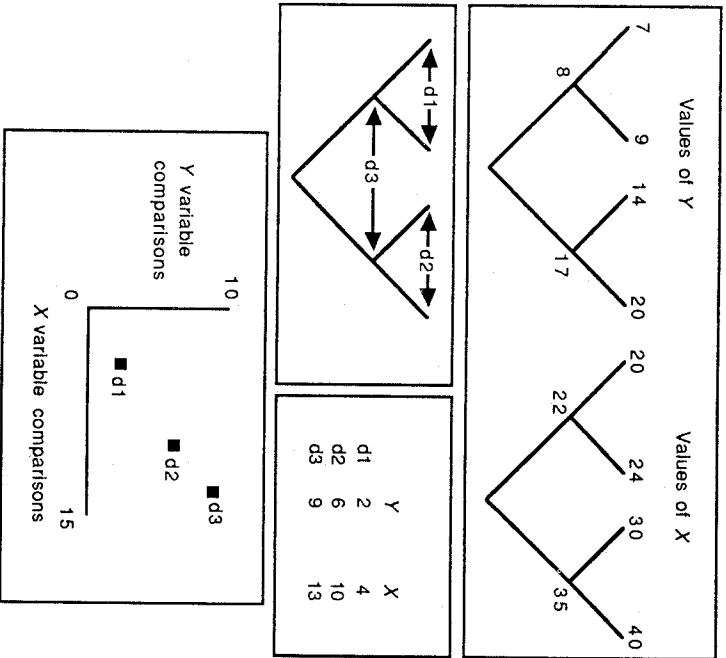 Values of Y
Values of X
7 9 14 20
20 24 30 40
8 17
22 35
d1
d2
d3
Y X
d1 2 4
d2 6 10
d3 9 13
10
Y variable
comparisons
d3
d2
d1
0
15
X variable comparisons